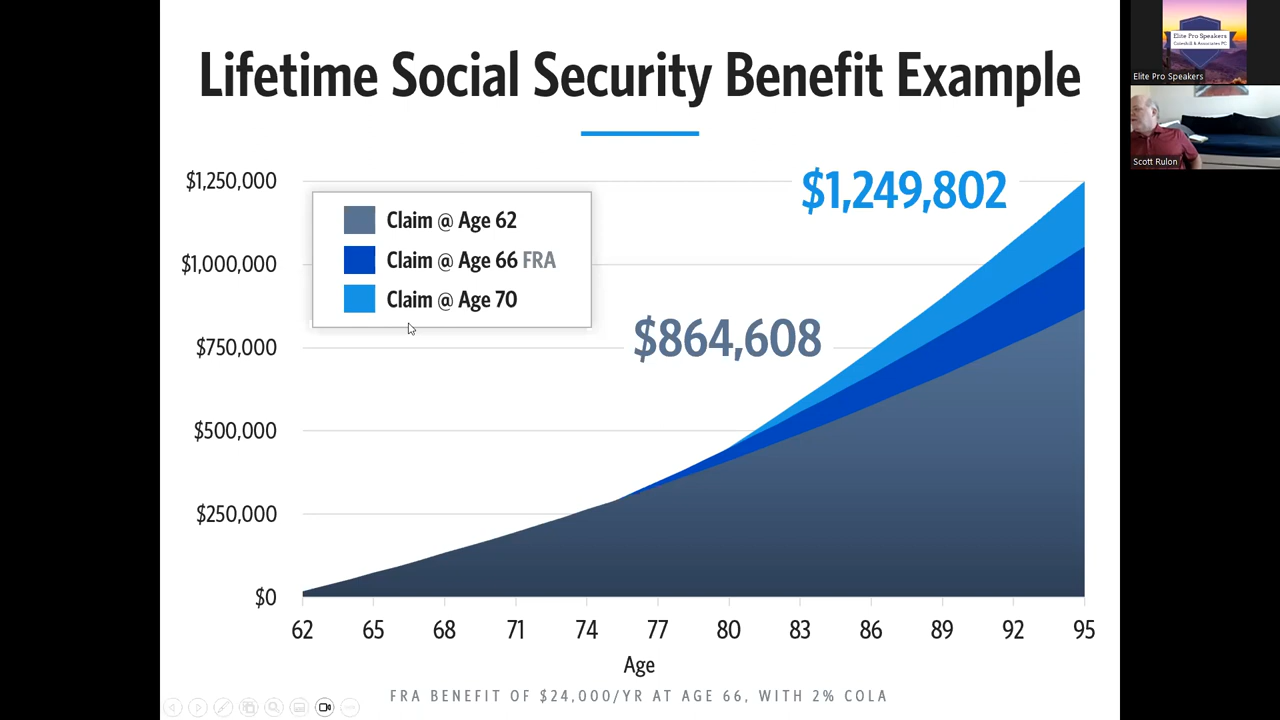 Lifetime Social Security Benefit Example
$1,250,000
$1,249,802
Claim @ Age 62
Claim @ Age 66 FRA
Claim @ Age 70
$1,000,000
$864,608
$750,000
$500,000
$250,000
$0
62 65 68 71 74 77 80 83 86 89 92 95
Age
FRA BENEFIT OF $24,000/YR AT AGE 66, WITH 2% COLA
Elite Pro Speakers
Elite Pro Speakers
Scott Rulon